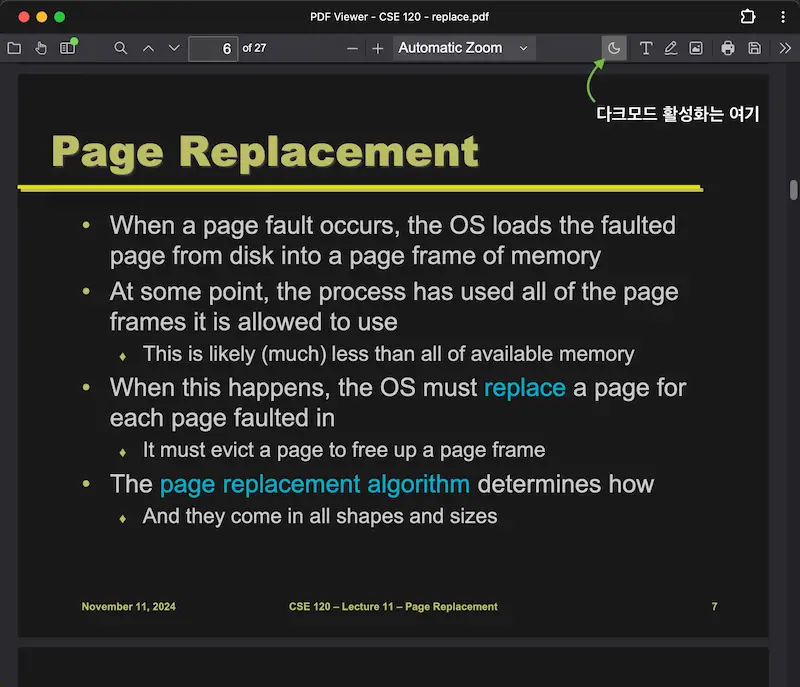 PDF Viewer - CSE 120 - replace.pdf
6 of 27
Automatic Zoom
다크모드 활성화는 여기
Page Replacement
• When a page fault occurs, the OS loads the faulted
page from disk into a page frame of memory
• At some point, the process has used all of the page
frames it is allowed to use
♦ This is likely (much) less than all of available memory
• When this happens, the OS must replace a page for
each page faulted in
♦ It must evict a page to free up a page frame
• The page replacement algorithm determines how
♦ And they come in all shapes and sizes
November 11, 2024 CSE 120 – Lecture 11 – Page Replacement 7